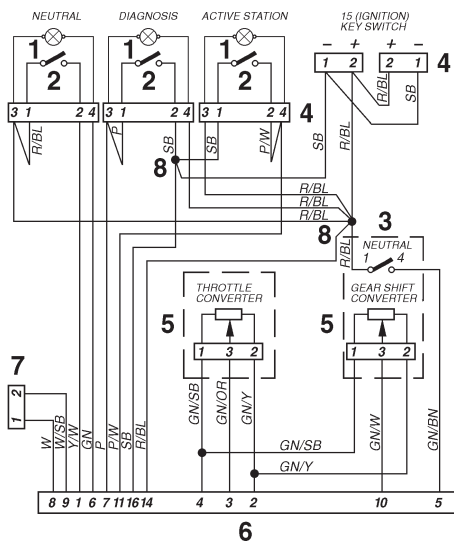 NEUTRAL DIAGNOSIS ACTIVE STATION 15 (IGNITION)
KEY SWITCH
1 1 1 − + + −
2 2 2 1 2 2 1 4
3 1 2 4 3 1 2 4 3 1 2 4 4
R/BL P SB SB P/W SB R/BL R/BL SB
8
R/BL
R/BL
R/BL
8 3
R/BL NEUTRAL
1 4
THROTTLE
CONVERTER
GEAR SHIFT
CONVERTER
5 5
1 3 2 1 3 2
7
2
1
GN/SB GN/OR GN/Y GN/W GN/BN
W W/SB Y/W GN P P/W SB R/BL
GN/SB
GN/Y
8 9 1 6 7 11 16 14 4 3 2 10 5
6